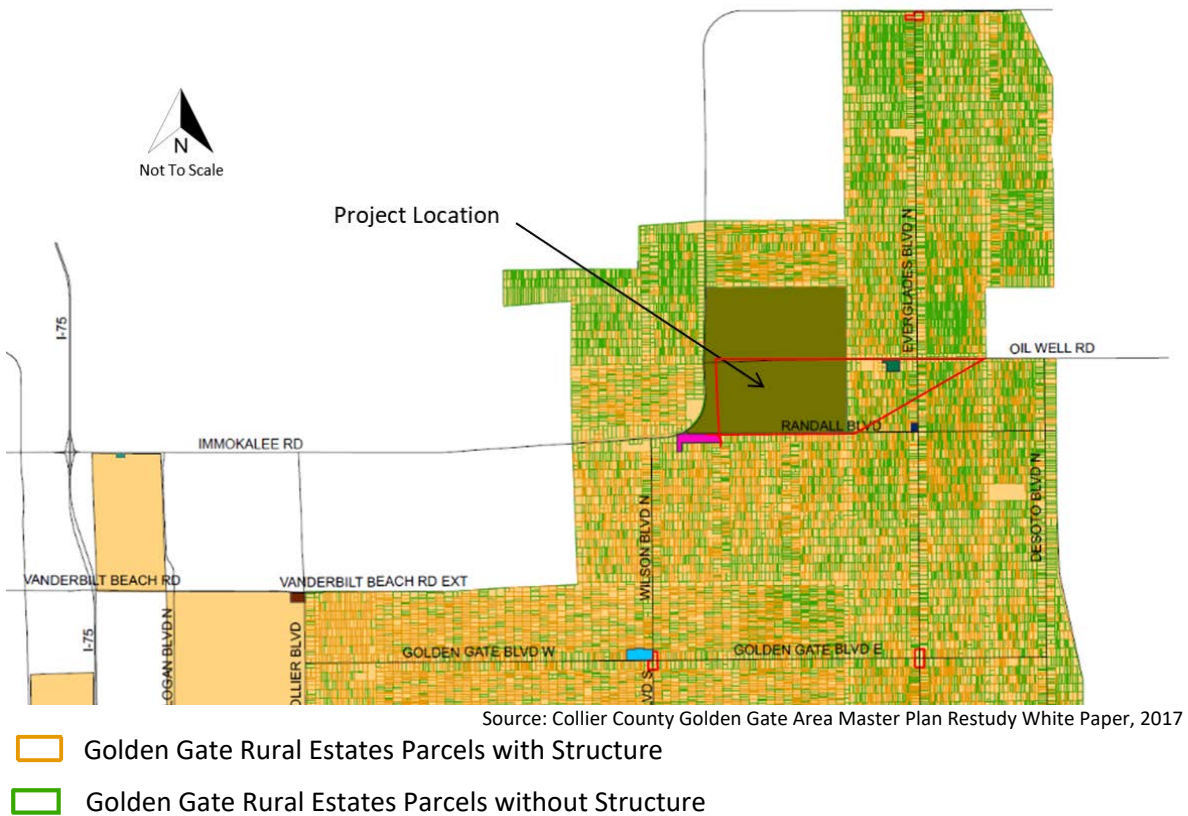 N
Not To Scale
Project Location
I-75
EVERGLADES BLVD N
OIL WELL RD
RANDALL BLVD
IMMOKALEE RD
WILSON BLVD N
DESOTO BLVD N
VANDERBILT BEACH RD
VANDERBILT BEACH RD EXT
I-75
LOGAN BLVD N
OLLIER BLVD
GOLDEN GATE BLVD W
GOLDEN GATE BLVD E
VD S
Source: Collier County Golden Gate Area Master Plan Restudy White Paper, 2017
Golden Gate Rural Estates Parcels with Structure
Golden Gate Rural Estates Parcels without Structure